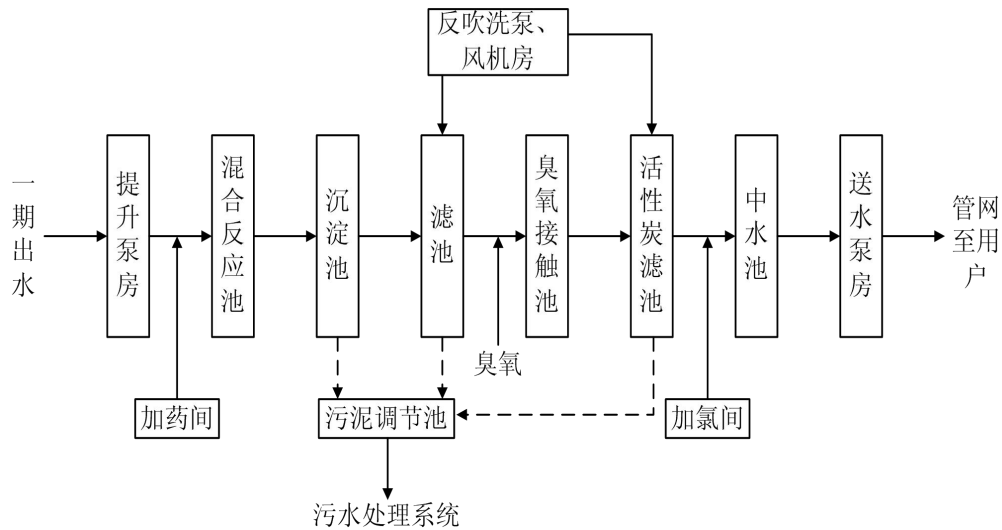 反吹洗泵、
风机房
一期出水
提升泵房
混合反应池
沉淀池
滤池
臭氧接触池
活性炭滤池
中水池
送水泵房
管网
至用
户
臭氧
加药间
污泥调节池
加氯间
污水处理系统